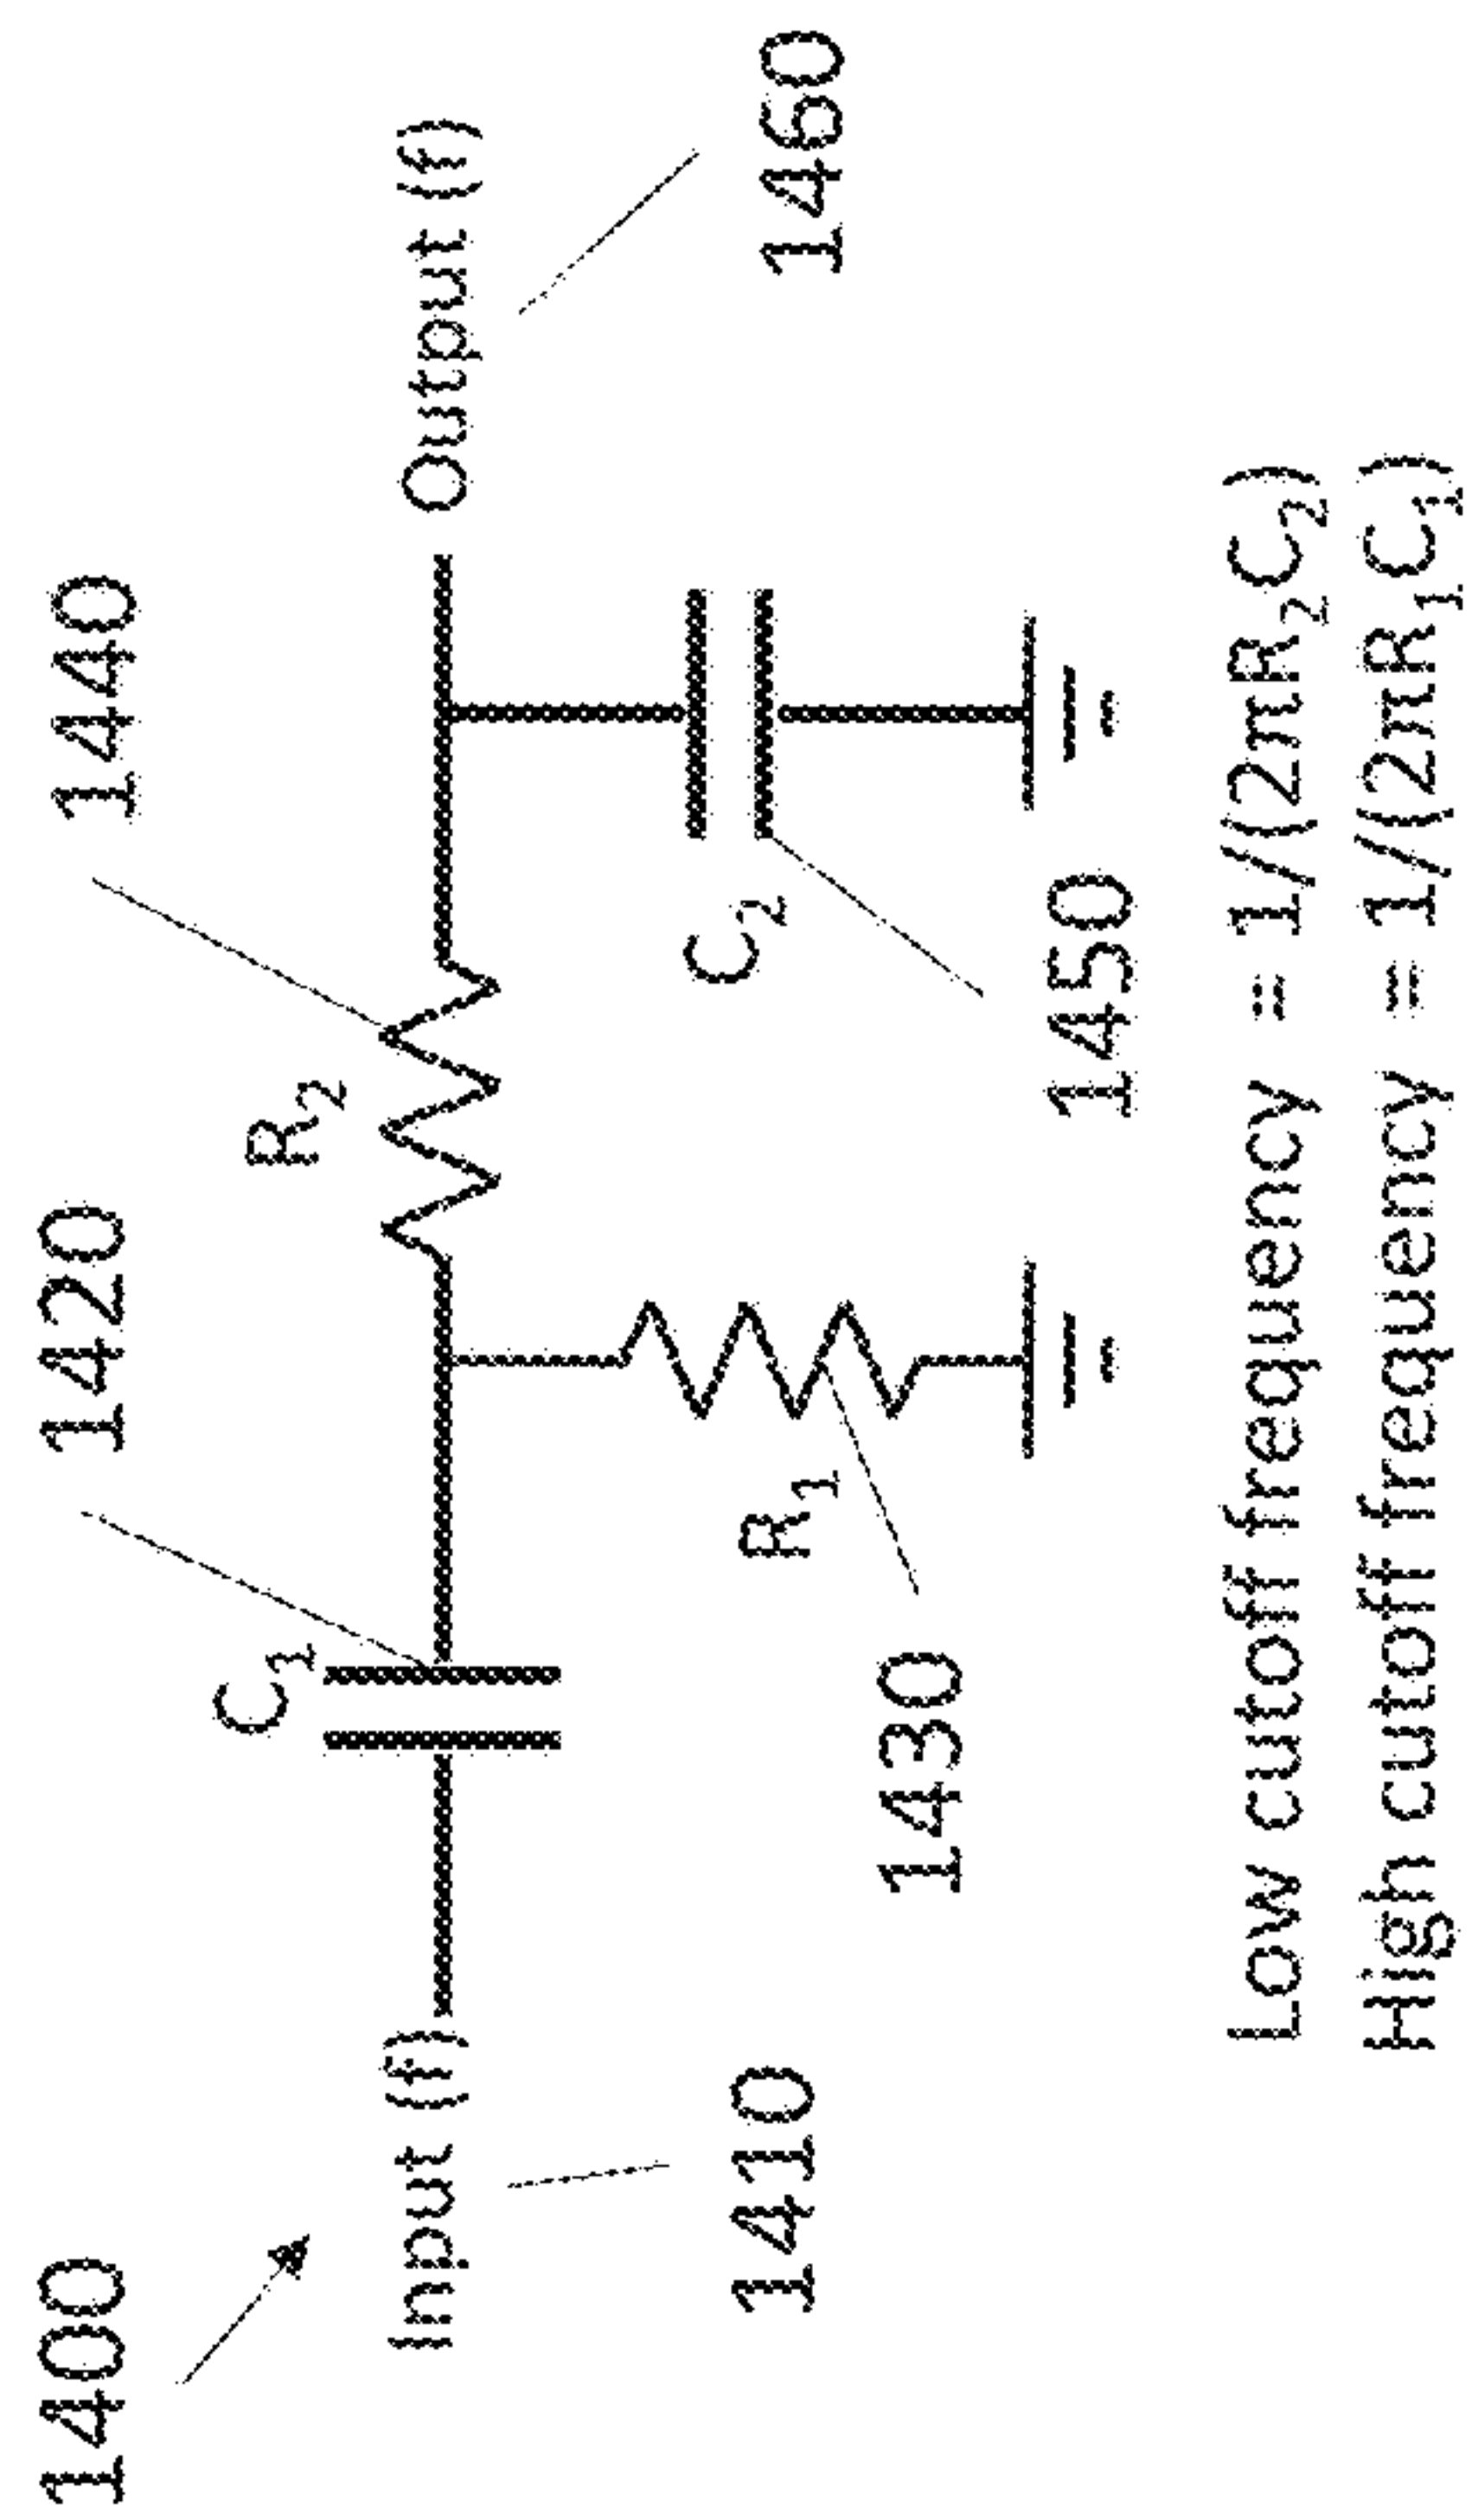 1400
1420
1440
C₁
R₂
Input (f)
Output (f)
C₂
R₁
1410
1460
1430
1450
Low cutoff frequency = 1/(2πR₂C₂)
High cutoff frequency = 1/(2πR₁C₁)